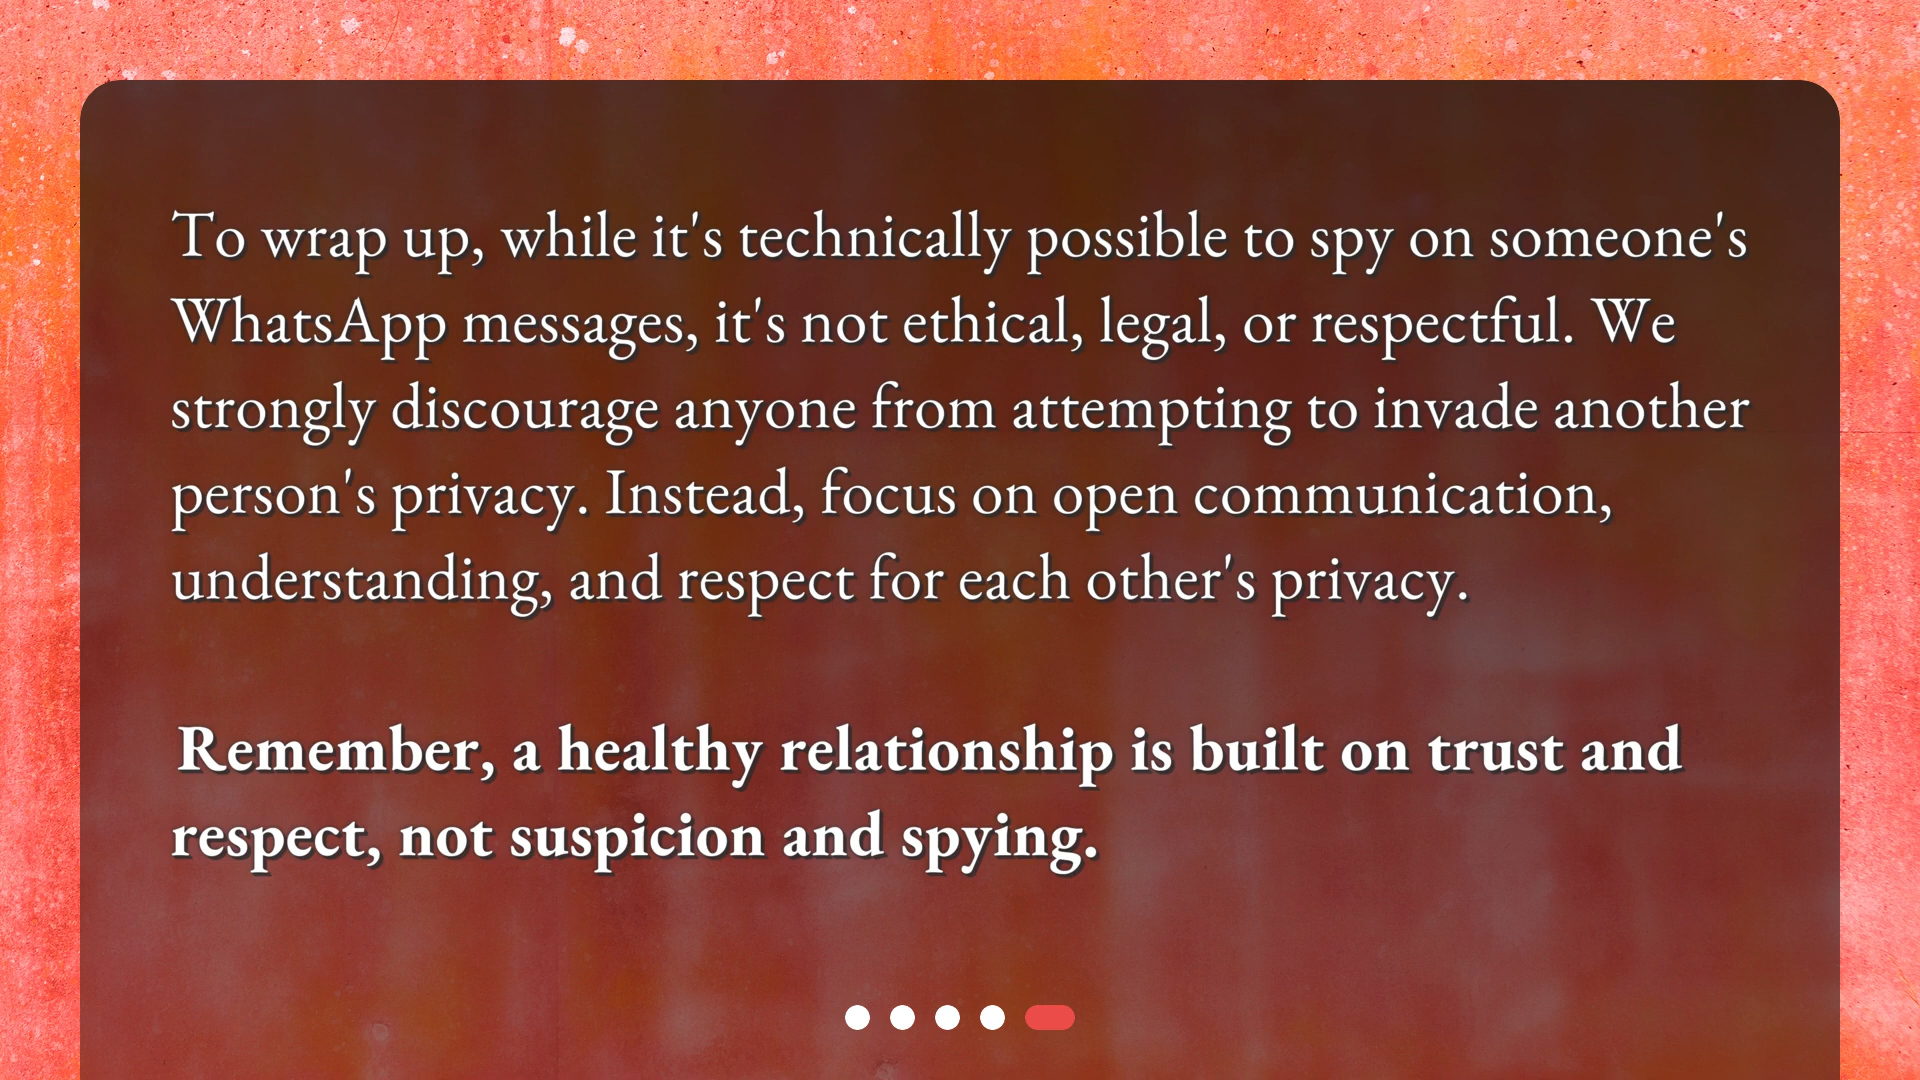 To wrap up, while it's technically possible to spy on someone's
WhatsApp messages, it's not ethical, legal, or respectful. We
strongly discourage anyone from attempting to invade another
person's privacy. Instead, focus on open communication,
understanding, and respect for each other's privacy.
Remember, a healthy relationship is built on trust and
respect, not suspicion and spying.